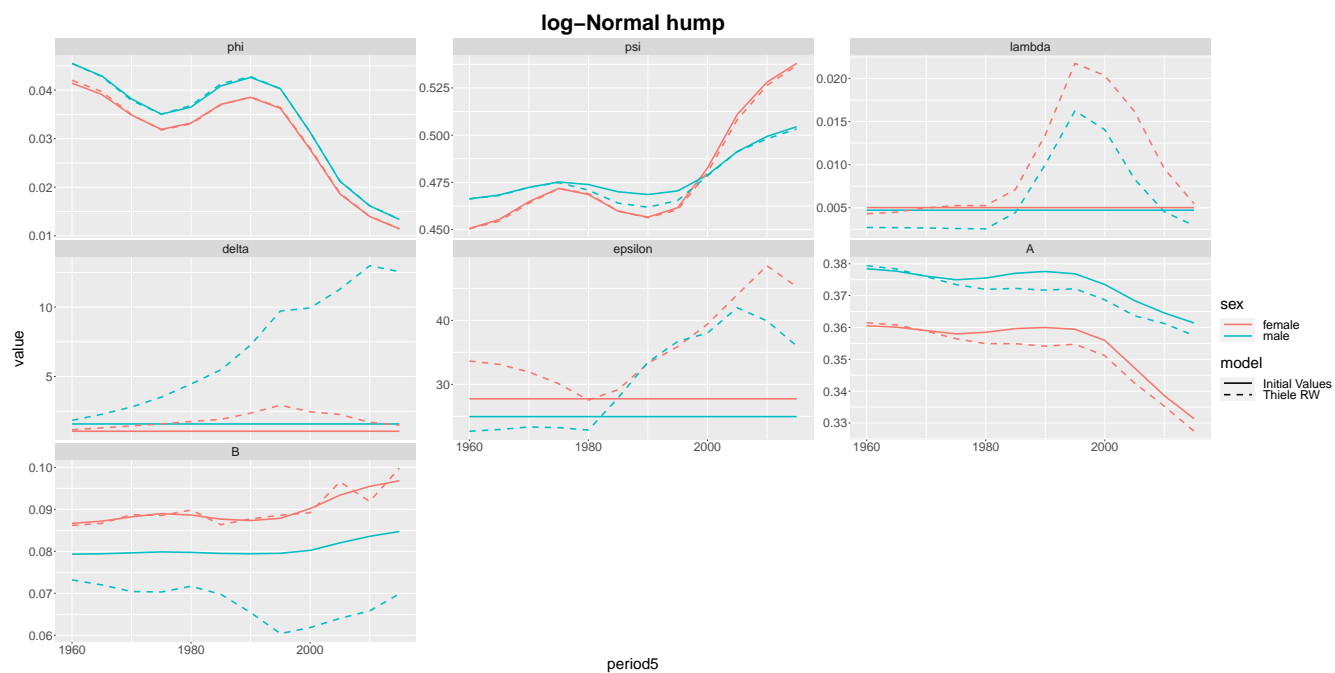 log−Normal hump
phi
psi
lambda
0.04
0.03
0.02
0.01
0.525
0.500
0.475
0.450
0.020
0.015
0.010
0.005
delta
epsilon
A
10
5
40
30
0.38
0.37
0.36
0.35
0.34
0.33
1960
1980
2000
1960
1980
2000
B
0.10
0.09
0.08
0.07
0.06
1960
1980
2000
value
period5
sex
female
male
model
Initial Values
Thiele RW